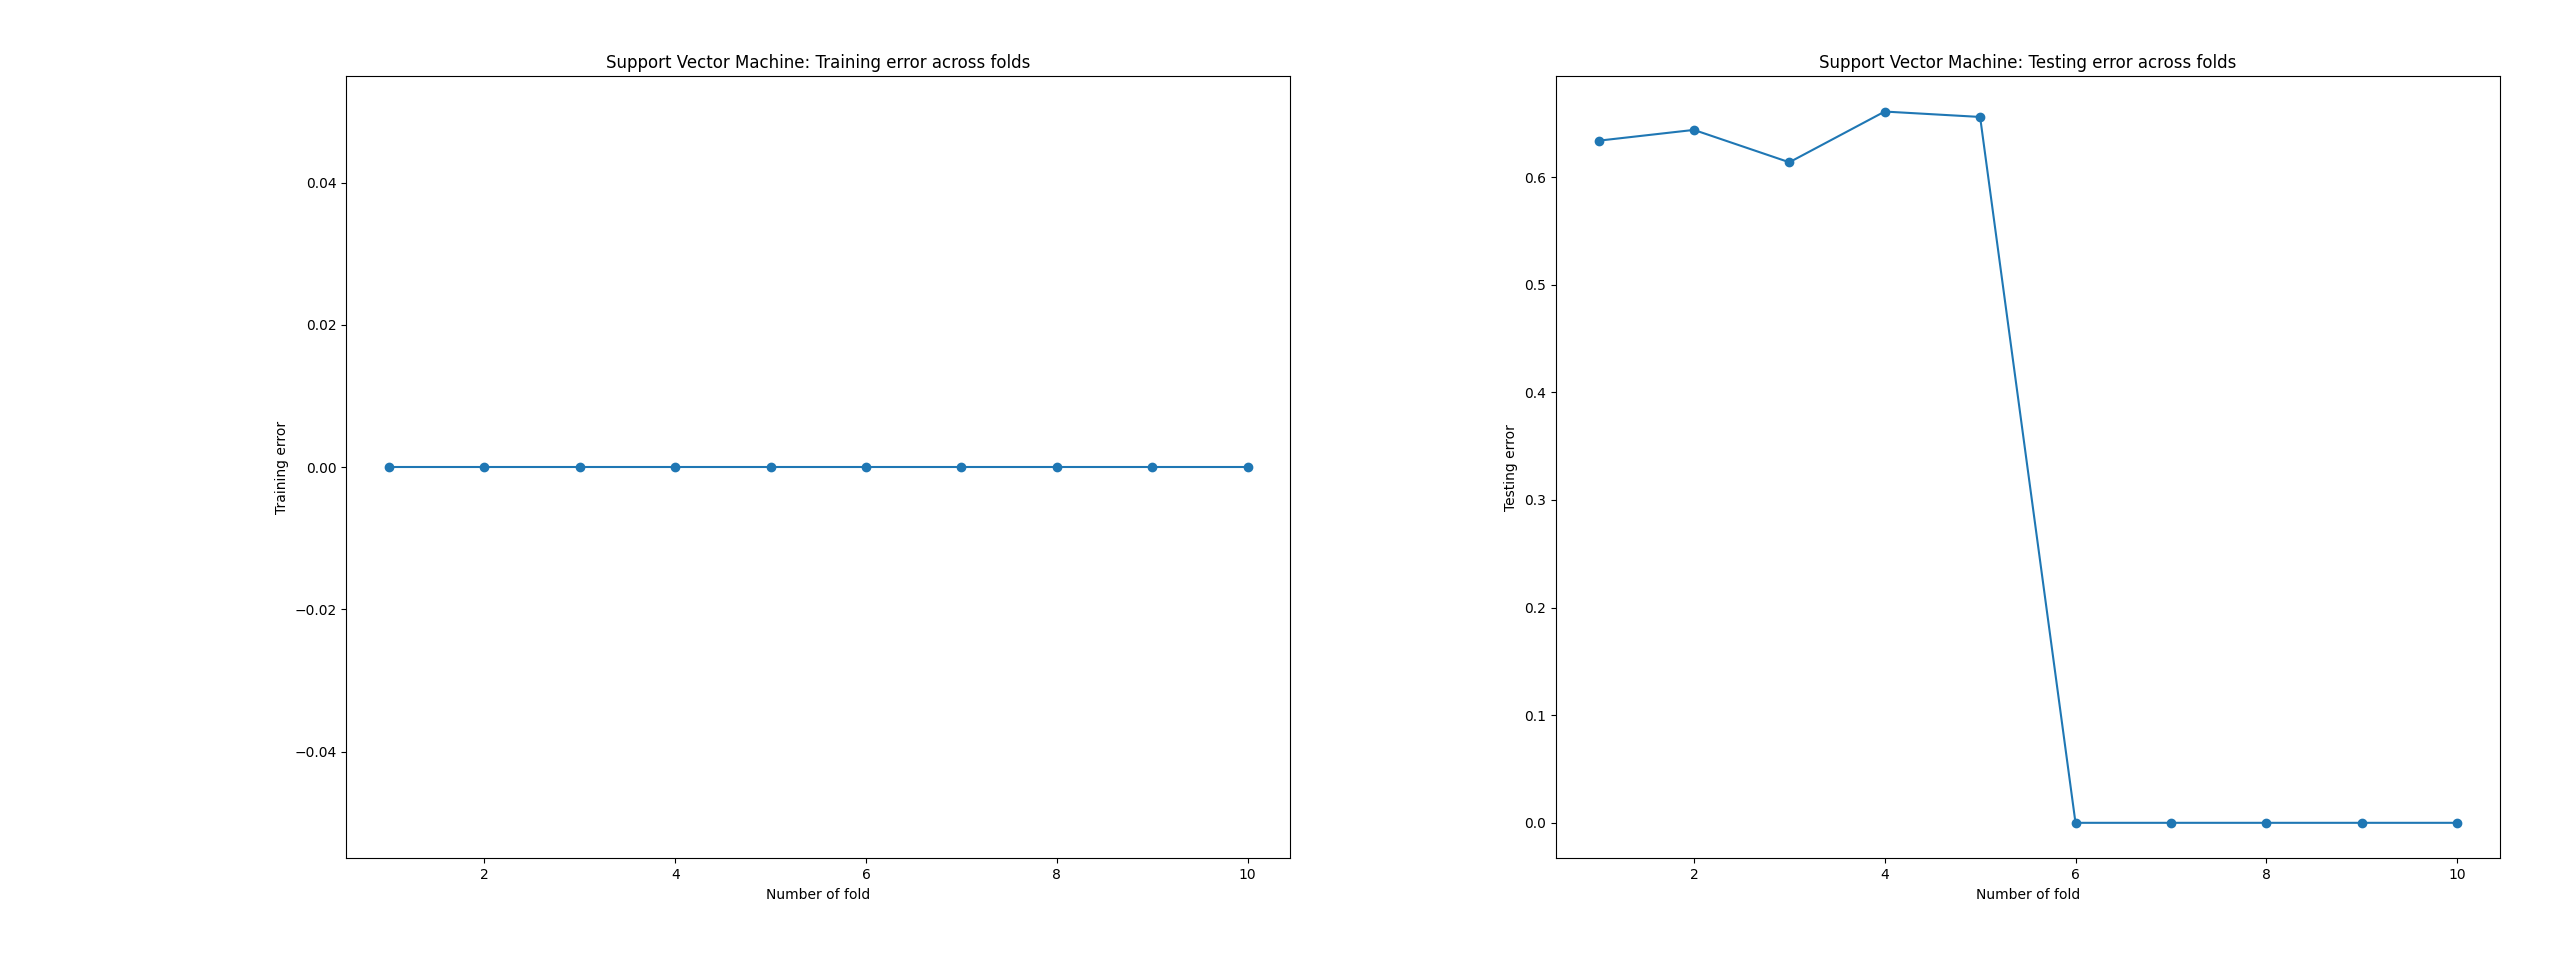 Support Vector Machine: Training error across folds
0.04
0.02
0.00
−0.02
−0.04
Training error
2 4 6 8 10
Number of fold
Support Vector Machine: Testing error across folds
0.6
0.5
0.4
0.3
0.2
0.1
0.0
Testing error
2 4 6 8 10
Number of fold